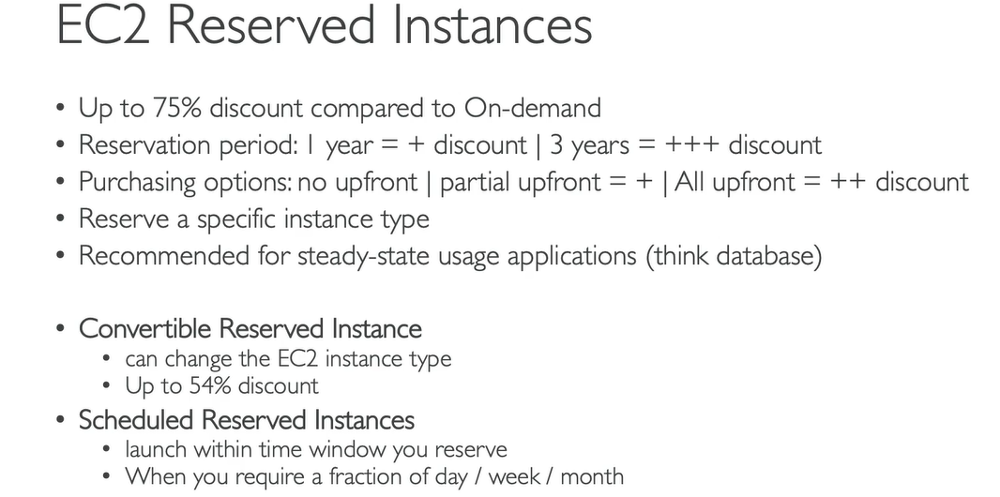 EC2 Reserved Instances
• Up to 75% discount compared to On-demand
• Reservation period: 1 year = + discount | 3 years = +++ discount
• Purchasing options: no upfront | partial upfront = + | All upfront = ++ discount
• Reserve a specific instance type
• Recommended for steady-state usage applications (think database)
• Convertible Reserved Instance
• can change the EC2 instance type
• Up to 54% discount
• Scheduled Reserved Instances
• launch within time window you reserve
• When you require a fraction of day / week / month